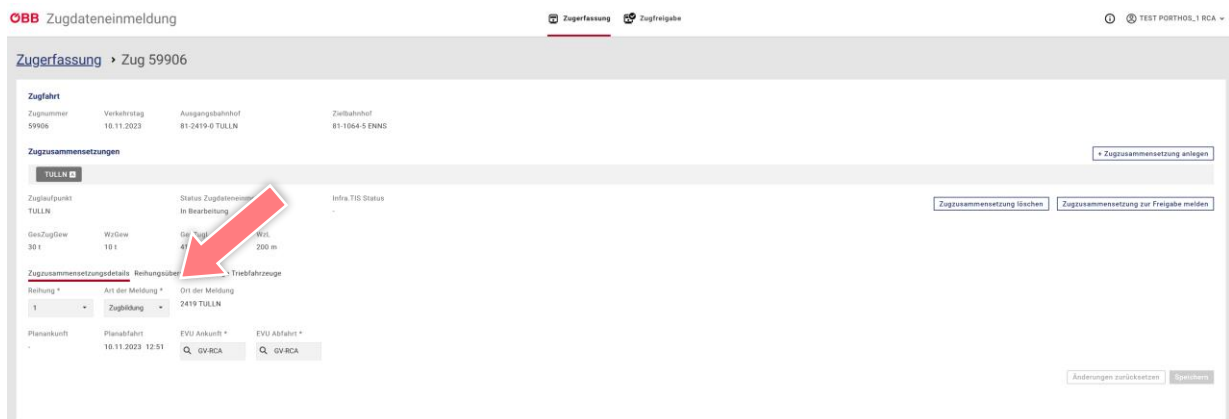 ÖBB Zugdateneinmeldung
Zugerfassung Zugfreigabe
TEST PORTHOS_1 RCA
Zugerfassung › Zug 59906
Zugfahrt
Zugnummer Verkehrstag Ausgangsbahnhof Zielbahnhof
59906 10.11.2023 81-2419-0 TULLN 81-1064-5 ENNS
Zugzusammensetzungen
+ Zugzusammensetzung anlegen
TULLN
Zuglaufpunkt Status Infra.TIS Status
TULLN In Bearbeitung -
Zugzusammensetzung löschen Zugzusammensetzung zur Freigabe melden
GesZugGew WzGew WzL
30 t 10 t 200 m
Zugzusammensetzungsdetails Triebfahrzeuge
Reihung * Art der Meldung * Ort der Meldung
1 Zugbildung 2419 TULLN
Planankunft Planabfahrt EVU Ankunft * EVU Abfahrt *
- 10.11.2023 12:51 GV-RCA GV-RCA
Änderungen zurücksetzen Speichern